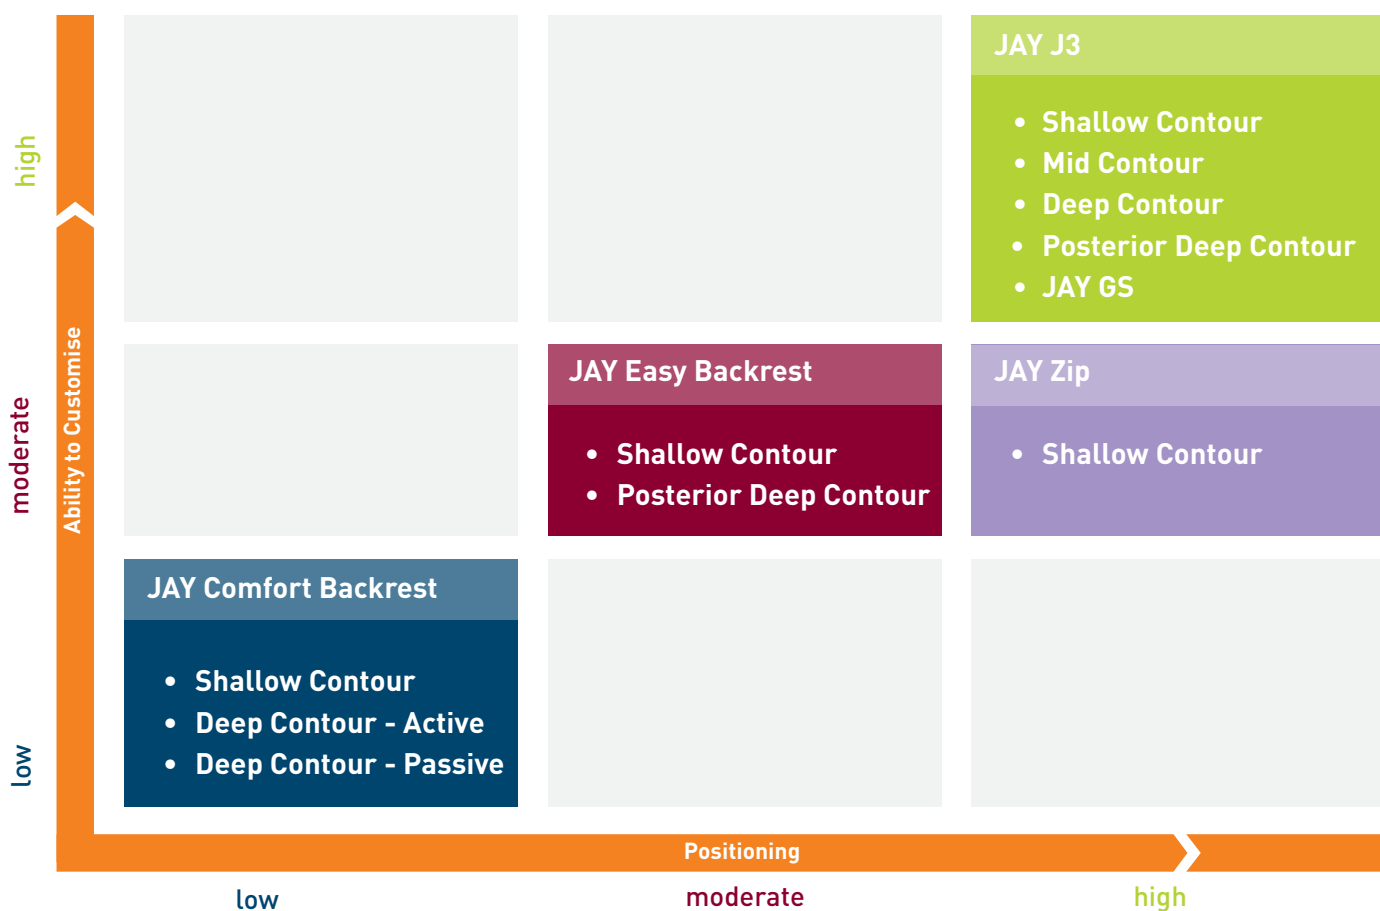 high
moderate
low
Ability to Customise
JAY J3
• Shallow Contour
• Mid Contour
• Deep Contour
• Posterior Deep Contour
• JAY GS
JAY Easy Backrest
• Shallow Contour
• Posterior Deep Contour
JAY Zip
• Shallow Contour
JAY Comfort Backrest
• Shallow Contour
• Deep Contour - Active
• Deep Contour - Passive
Positioning
low
moderate
high